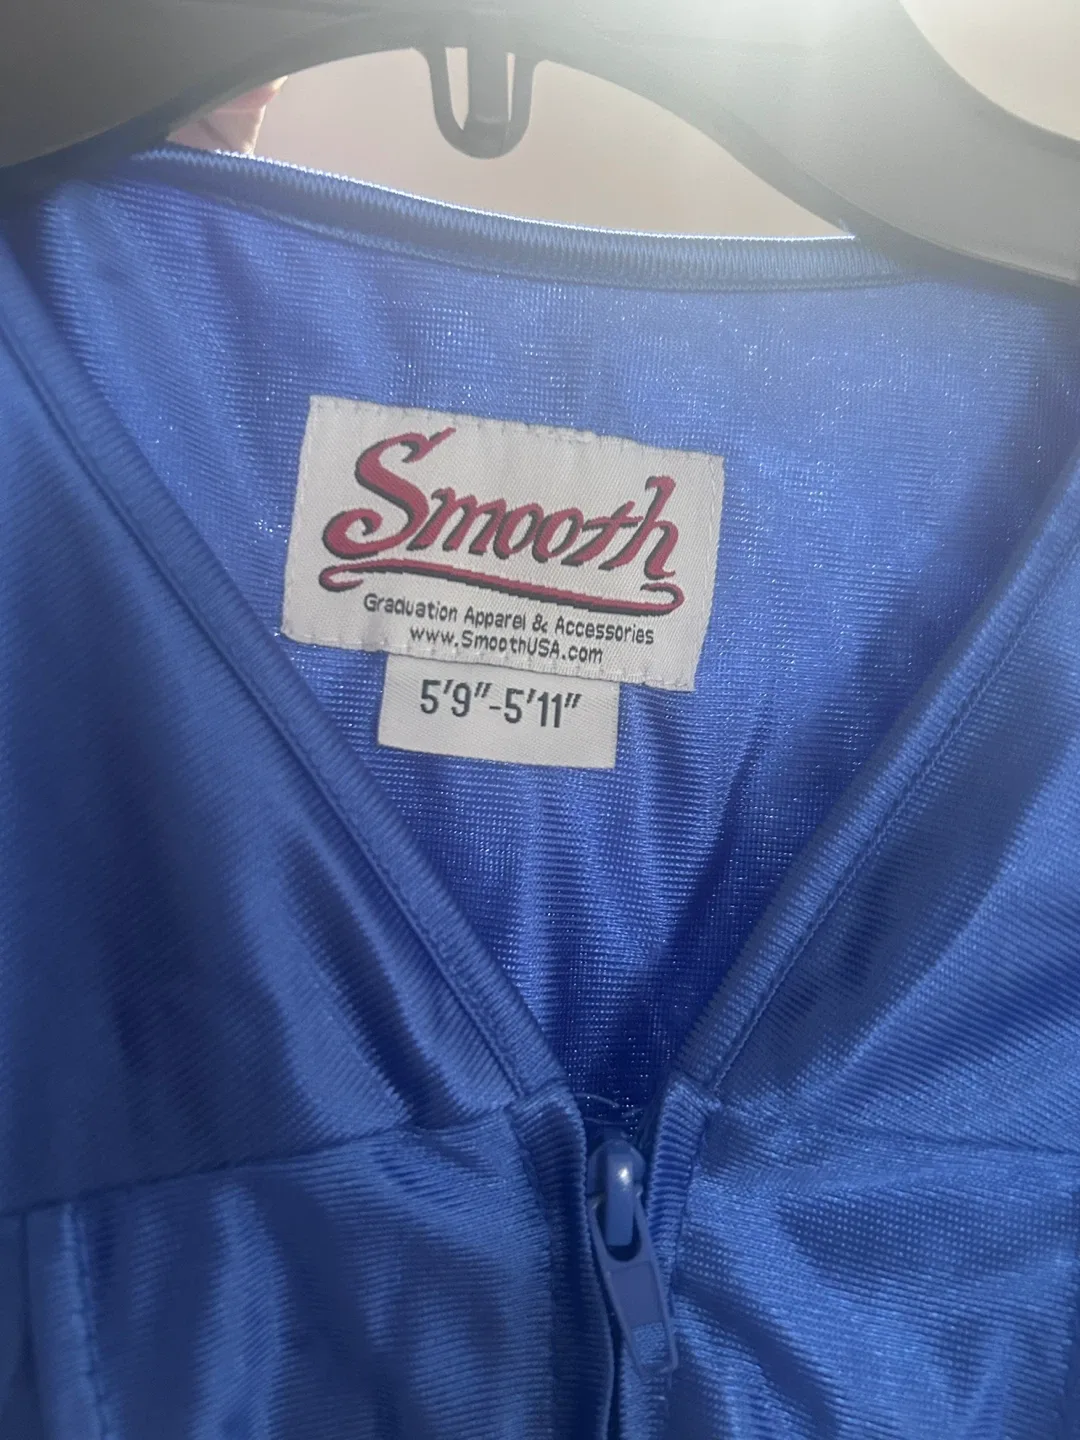 Smooth
Graduation Apparel & Accessories
www.SmoothUSA.com
5'9"-5'11"